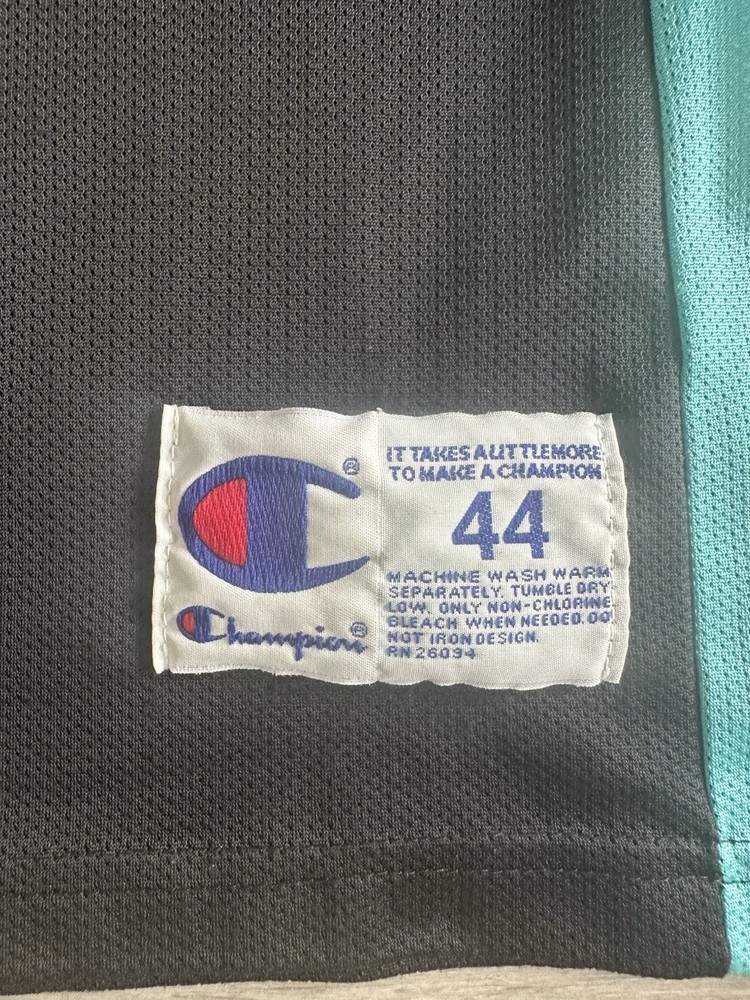 ®
Champion®
IT TAKES A LITTLE MORE
TO MAKE A CHAMPION
44
MACHINE WASH WARM
SEPARATELY. TUMBLE DRY
LOW. ONLY NON-CHLORINE
BLEACH WHEN NEEDED. DO
NOT IRON DESIGN.
RN 26094